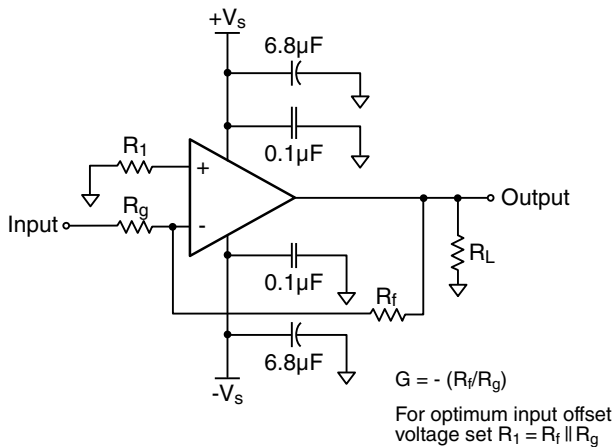 +Vs
6.8µF
R1
+
0.1µF
Input
Rg
-
Output
RL
0.1µF
Rf
6.8µF
-Vs
G = - (Rf/Rg)
For optimum input offset
voltage set R1 = Rf || Rg